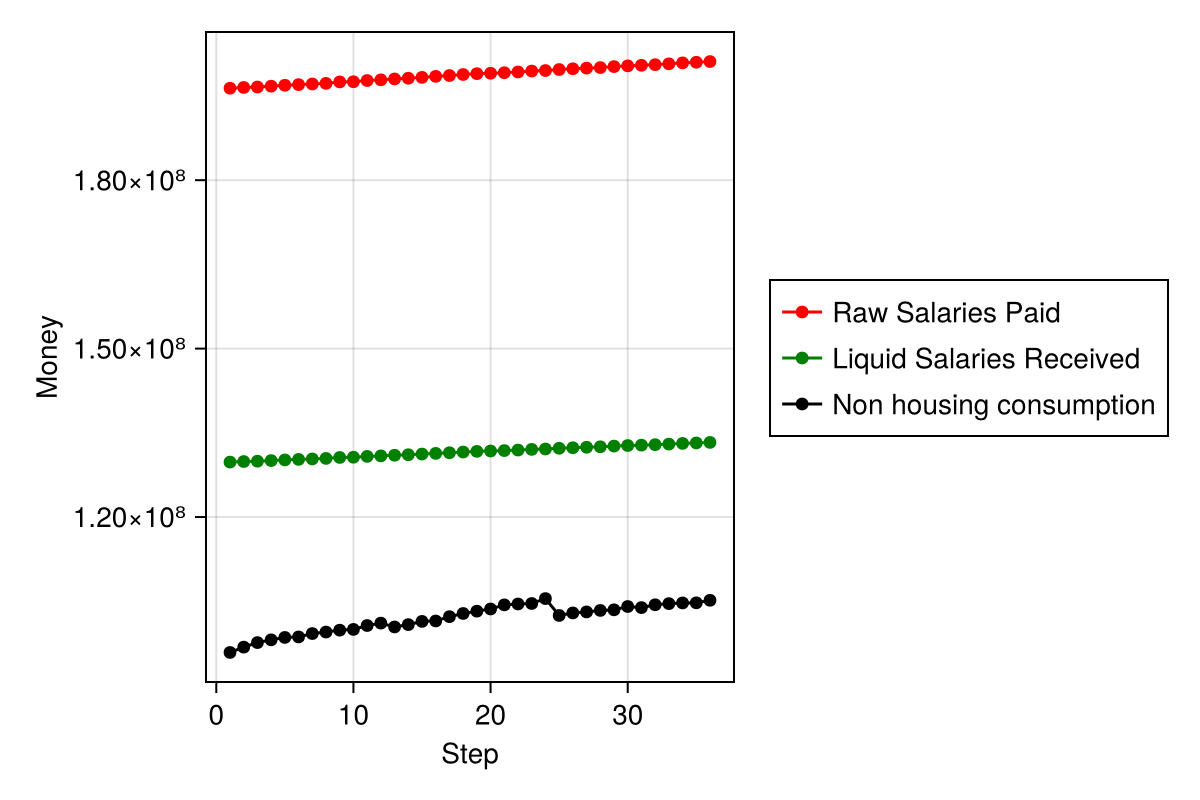 Money
1.80×10⁸
1.50×10⁸
1.20×10⁸
0 10 20 30
Step
Raw Salaries Paid
Liquid Salaries Received
Non housing consumption